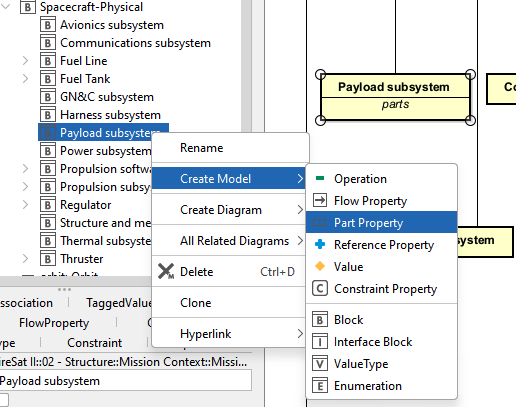 B Spacecraft-Physical
B Avionics subsystem
B Communications subsystem
B Fuel Line
B Fuel Tank
B GN&C subsystem
B Harness subsystem
B Payload subsystem
B Power subsystem
B Propulsion softwa
B Propulsion subsy
B Regulator
B Structure and me
B Thermal subsyste
B Thruster
orbit: Orbit
Rename
Create Model
Create Diagram
All Related Diagrams
Delete Ctrl+D
Clone
Hyperlink
Operation
Flow Property
Part Property
Reference Property
Value
C Constraint Property
B Block
I Interface Block
V ValueType
E Enumeration
Payload subsystem
parts
Co
system
ssociation TaggedValue
FlowProperty C
ype Constraint
ireSat II::02 - Structure::Mission Context::Missi...
Payload subsystem